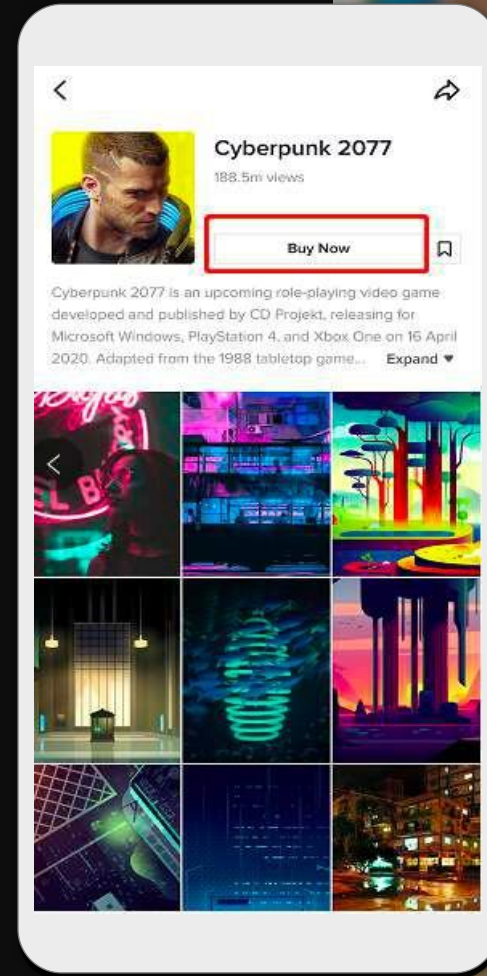 Cyberpunk 2077
188.5m views
Buy Now
Cyberpunk 2077 is an upcoming role-playing video game
developed and published by CD Projekt, releasing for
Microsoft Windows, PlayStation 4, and Xbox One on 16 April
2020. Adapted from the 1988 tabletop game... Expand